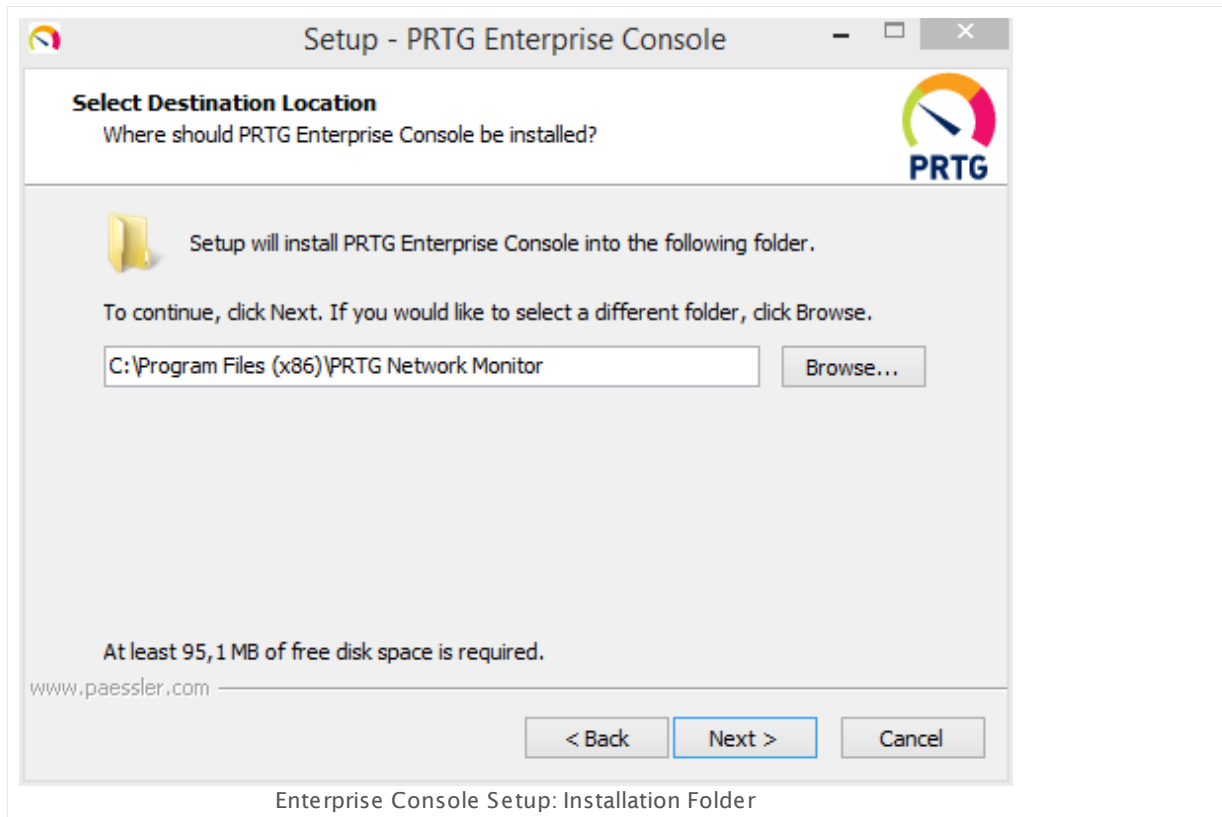 Setup - PRTG Enterprise Console
Select Destination Location
Where should PRTG Enterprise Console be installed?
PRTG
Setup will install PRTG Enterprise Console into the following folder.
To continue, click Next. If you would like to select a different folder, click Browse.
C:\Program Files (x86)\PRTG Network Monitor
Browse...
At least 95,1 MB of free disk space is required.
www.paessler.com
< Back Next > Cancel
Enterprise Console Setup: Installation Folder